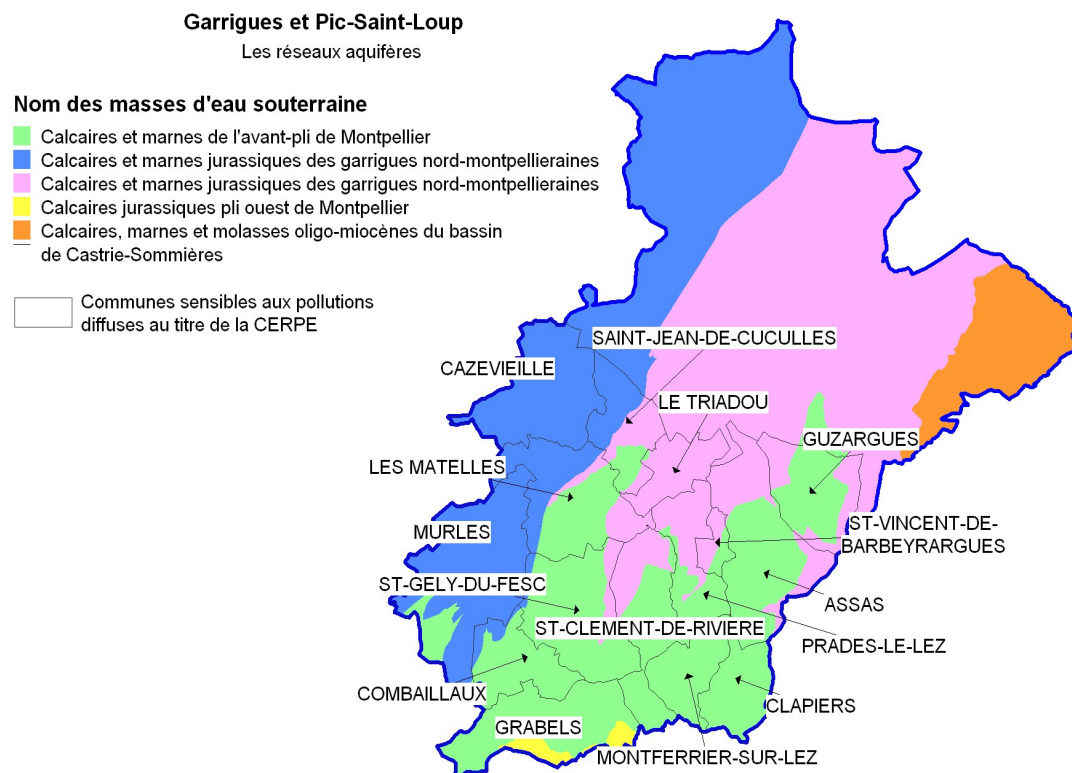 Garrigues et Pic-Saint-Loup
Les réseaux aquifères
Nom des masses d'eau souterraine
Calcaires et marnes de l'avant-pli de Montpellier
Calcaires et marnes jurassiques des garrigues nord-montpellieraines
Calcaires et marnes jurassiques des garrigues nord-montpellieraines
Calcaires jurassiques pli ouest de Montpellier
Calcaires, marnes et molasses oligo-miocènes du bassin
de Castrie-Sommières
Communes sensibles aux pollutions
diffuses au titre de la CERPE
SAINT-JEAN-DE-CUCULLES
CAZEVIEILLE
LE TRIADOU
GUZARGUES
LES MATELLES
ST-VINCENT-DE-
BARBEYRARGUES
MURLES
ST-GELY-DU-FESC
ASSAS
ST-CLEMENT-DE-RIVIERE
PRADES-LE-LEZ
COMBAILLAUX
CLAPIERS
GRABELS
MONTFERRIER-SUR-LEZ